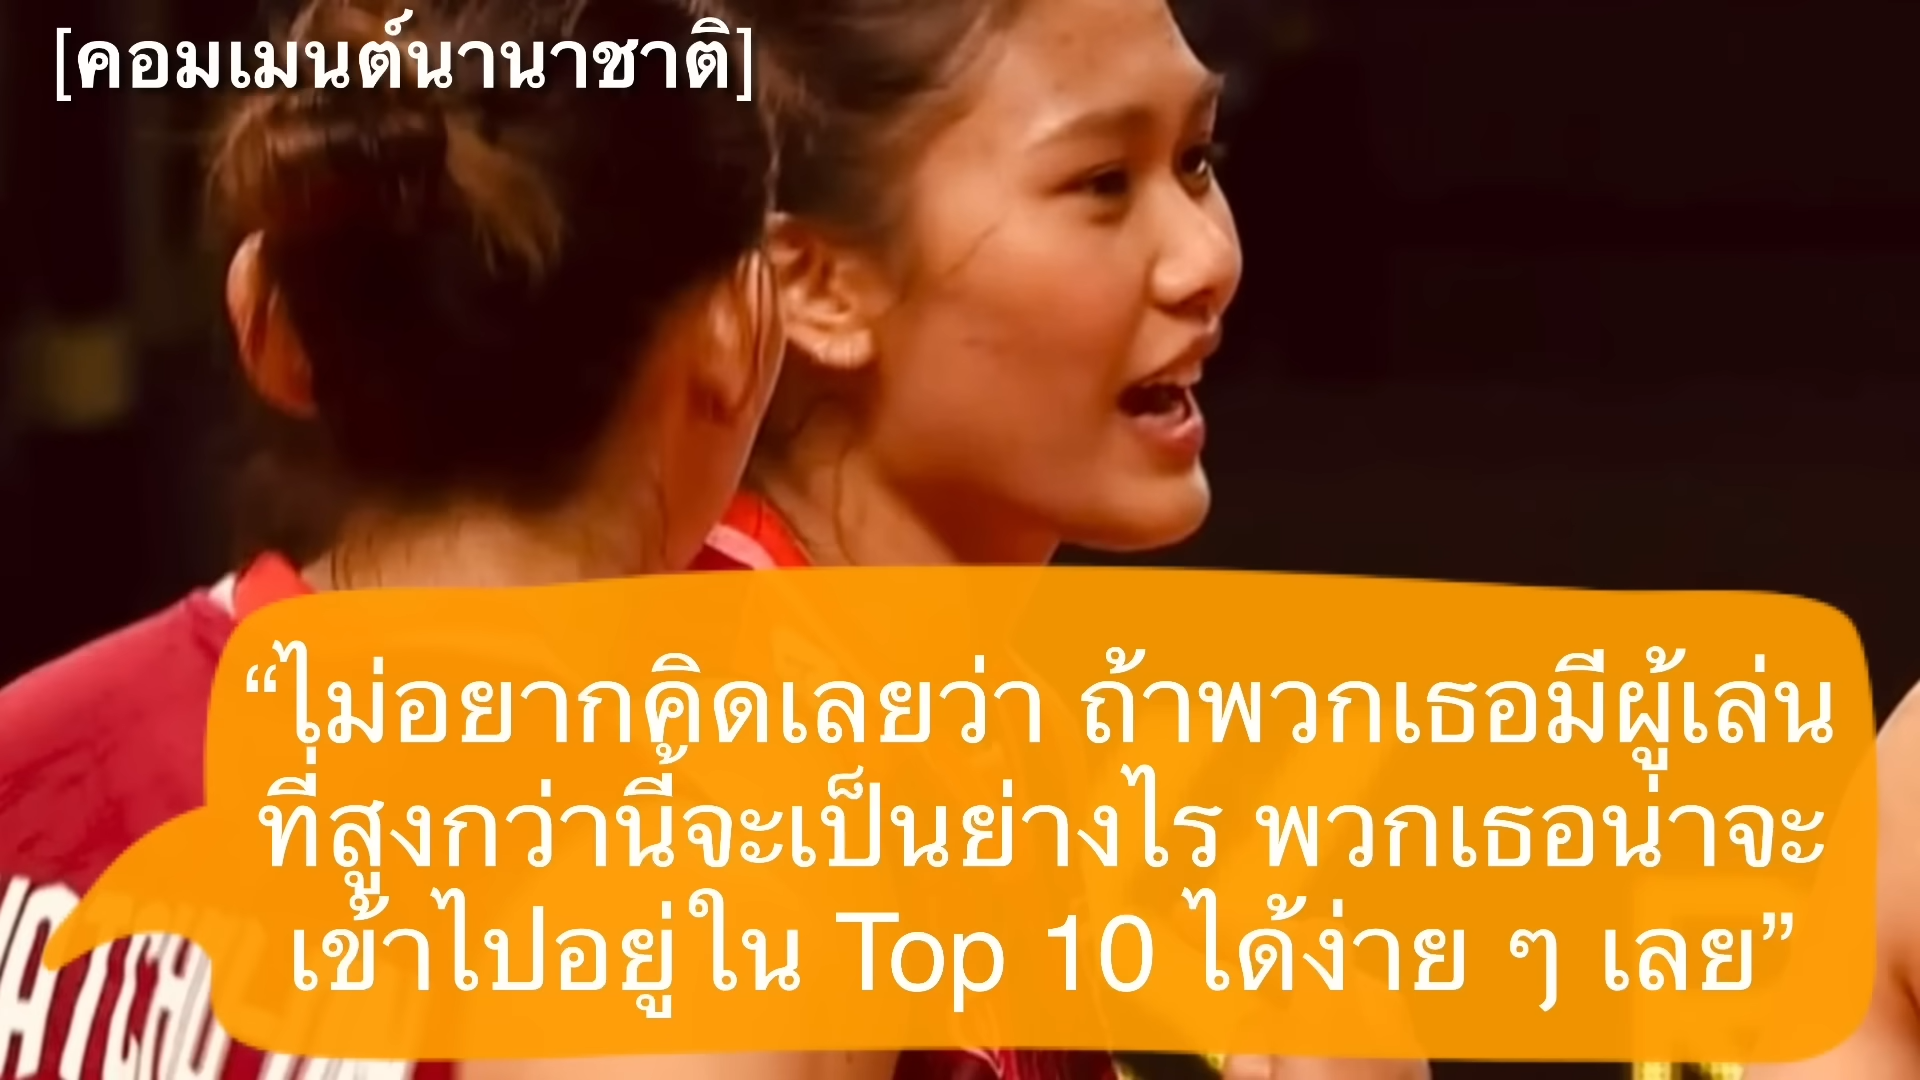 [คอมเมนต์นานาชาติ]
“ไม่อยากคิดเลยว่า ถ้าพวกเธอมีผู้เล่น
ที่สูงกว่านี้จะเป็นย่างไร พวกเธอน่าจะ
เข้าไปอยู่ใน Top 10 ได้ง่าย ๆ เลย”